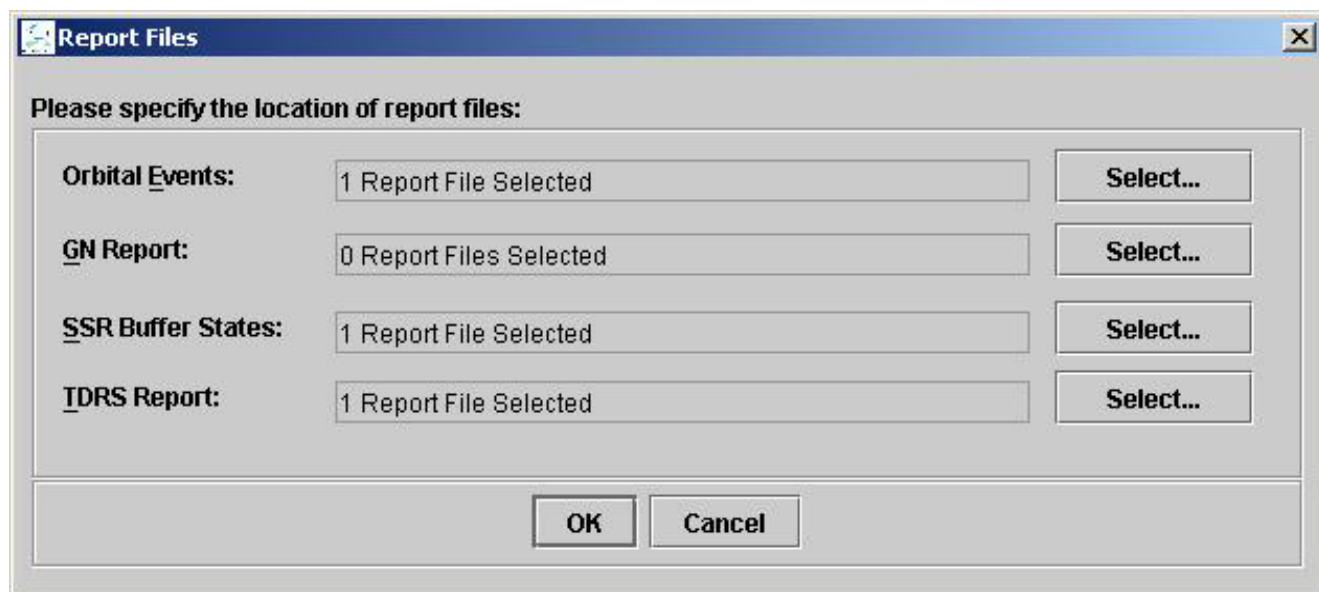 Report Files
Please specify the location of report files:
Orbital Events: 1 Report File Selected Select...
GN Report: 0 Report Files Selected Select...
SSR Buffer States: 1 Report File Selected Select...
TDRS Report: 1 Report File Selected Select...
OK Cancel